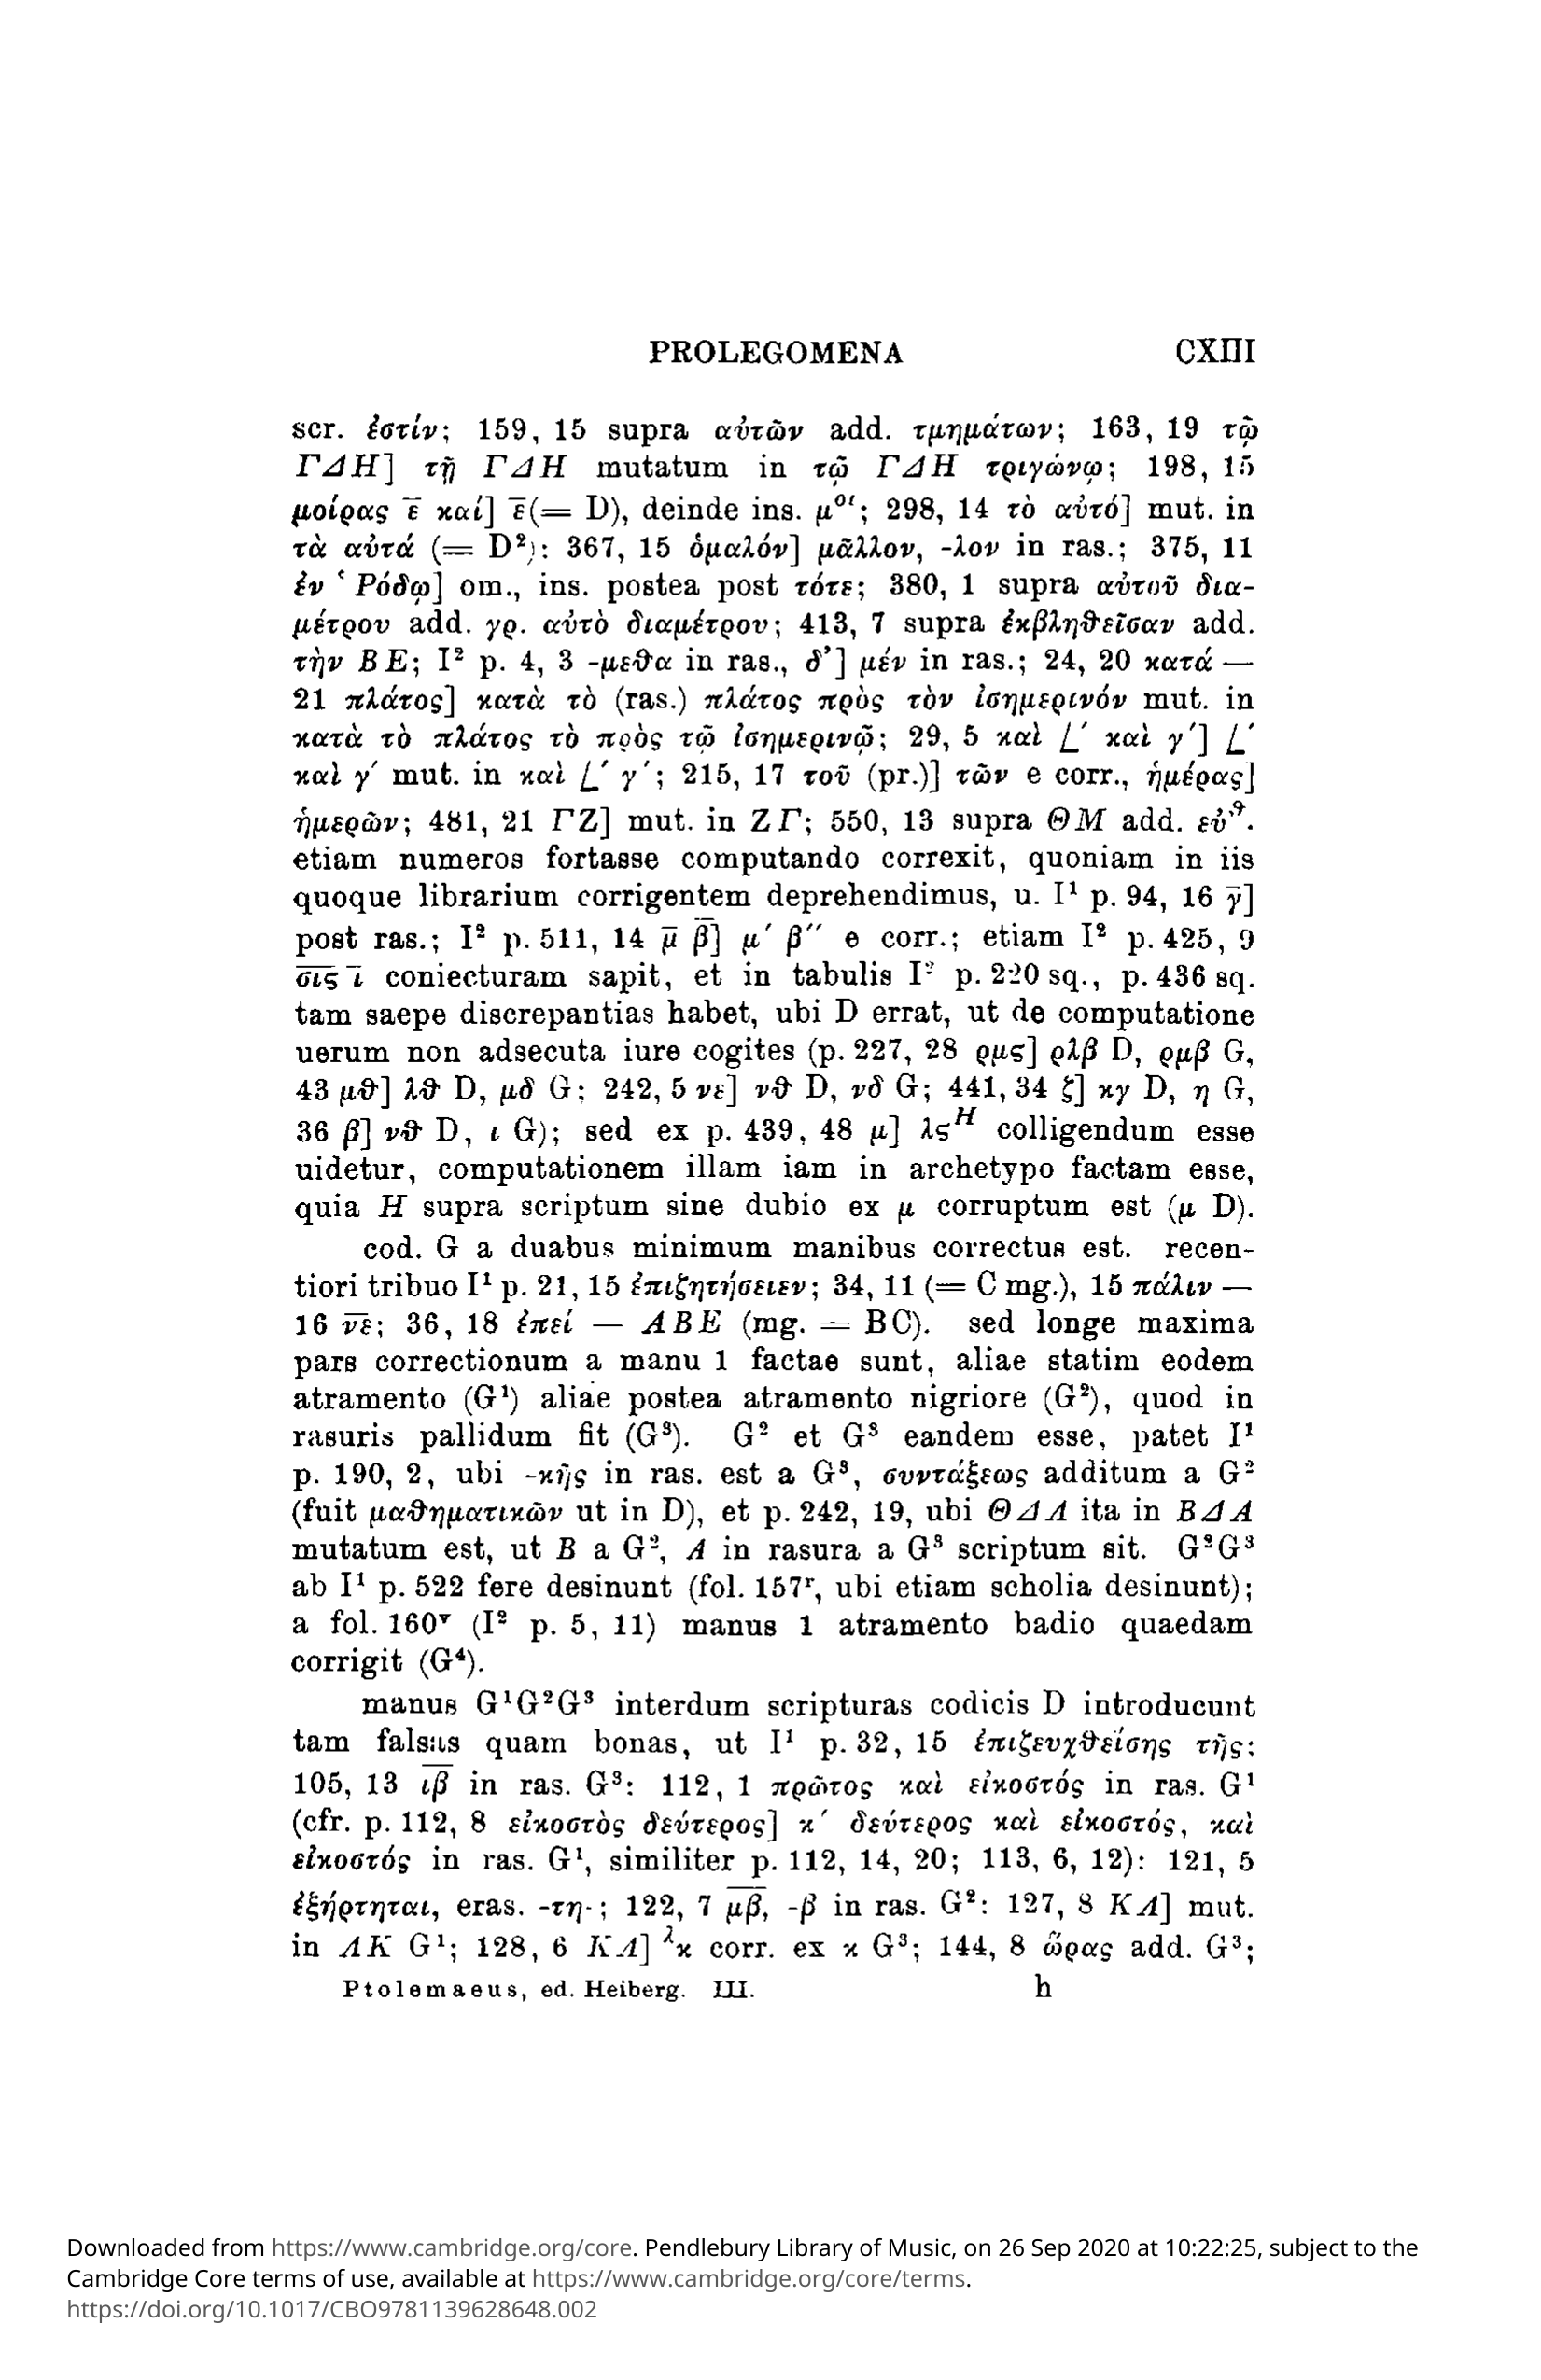 PROLEGOMENA CXIII
scr. ἐστίν; 159, 15 supra αὐτῶν add. τμημάτων; 163, 19 τῷ
ΓΔΗ] τῇ ΓΔΗ mutatum in τῷ ΓΔΗ τριγώνῳ; 198, 15
μοίρας ε̅ καί] ε̅ (= D), deinde ins. μ^οι; 298, 14 τὸ αὐτό] mut. in
τὰ αὐτά (= D²): 367, 15 ὁμαλόν] μᾶλλον, -λον in ras.; 375, 11
ἐν Ῥόδῳ] om., ins. postea post τότε; 380, 1 supra αὐτοῦ δια-
μέτρου add. γρ. αὐτὸ διαμέτρου; 413, 7 supra ἐκβληθεῖσαν add.
τὴν ΒΕ; I² p. 4, 3 -μεθα in ras., δ’] μέν in ras.; 24, 20 κατά —
21 πλάτος] κατὰ τὸ (ras.) πλάτος πρὸς τὸν ἰσημερινόν mut. in
κατὰ τὸ πλάτος τὸ πρὸς τῷ ἰσημερινῷ; 29, 5 καὶ ∠′ καὶ γ′] ∠′
καὶ γ′ mut. in καὶ ∠′ γ′; 215, 17 τοῦ (pr.)] τῶν e corr., ἡμέρας]
ἡμερῶν; 481, 21 ΓΖ] mut. in ΖΓ; 550, 13 supra ΘΜ add. εὐ^θ.
etiam numeros fortasse computando correxit, quoniam in iis
quoque librarium corrigentem deprehendimus, u. I¹ p. 94, 16 γ̅]
post ras.; I² p. 511, 14 μ̅ β̅] μ′ β″ e corr.; etiam I² p. 425, 9
σ̅ι̅ς̅ ι̅ coniecturam sapit, et in tabulis I² p. 220 sq., p. 436 sq.
tam saepe discrepantias habet, ubi D errat, ut de computatione
uerum non adsecuta iure cogites (p. 227, 28 ρμς] ρλβ D, ρμβ G,
43 μθ] λθ D, μδ G; 242, 5 νε] νθ D, νδ G; 441, 34 ζ] κγ D, η G,
36 β] νθ D, ι G); sed ex p. 439, 48 μ] λς^Η colligendum esse
uidetur, computationem illam iam in archetypo factam esse,
quia Η supra scriptum sine dubio ex μ corruptum est (μ D).
cod. G a duabus minimum manibus correctus est. recen-
tiori tribuo I¹ p. 21, 15 ἐπιζητήσειεν; 34, 11 (= C mg.), 15 πάλιν —
16 ν̅ε̅; 36, 18 ἐπεί — ΑΒΕ (mg. = BC). sed longe maxima
pars correctionum a manu 1 factae sunt, aliae statim eodem
atramento (G¹) aliae postea atramento nigriore (G²), quod in
rasuris pallidum fit (G³). G² et G³ eandem esse, patet I¹
p. 190, 2, ubi -κῆς in ras. est a G³, συντάξεως additum a G²
(fuit μαθηματικῶν ut in D), et p. 242, 19, ubi ΘΔΛ ita in ΒΔΛ
mutatum est, ut Β a G², Λ in rasura a G³ scriptum sit. G²G³
ab I¹ p. 522 fere desinunt (fol. 157ʳ, ubi etiam scholia desinunt);
a fol. 160ᵛ (I² p. 5, 11) manus 1 atramento badio quaedam
corrigit (G⁴).
manus G¹G²G³ interdum scripturas codicis D introducunt
tam falsas quam bonas, ut I¹ p. 32, 15 ἐπιζευχθείσης τῆς:
105, 13 ι̅β̅ in ras. G³: 112, 1 πρῶτος καὶ εἰκοστός in ras. G¹
(cfr. p. 112, 8 εἰκοστὸς δεύτερος] κ′ δεύτερος καὶ εἰκοστός, καὶ
εἰκοστός in ras. G¹, similiter p. 112, 14, 20; 113, 6, 12): 121, 5
ἐξήρτηται, eras. -τη-; 122, 7 μ̅β̅, -β in ras. G²: 127, 8 ΚΛ] mut.
in ΛΚ G¹; 128, 6 ΚΛ] ^λκ corr. ex κ G³; 144, 8 ὥρας add. G³;
Ptolemaeus, ed. Heiberg. III. h
Downloaded from https://www.cambridge.org/core. Pendlebury Library of Music, on 26 Sep 2020 at 10:22:25, subject to the
Cambridge Core terms of use, available at https://www.cambridge.org/core/terms.
https://doi.org/10.1017/CBO9781139628648.002